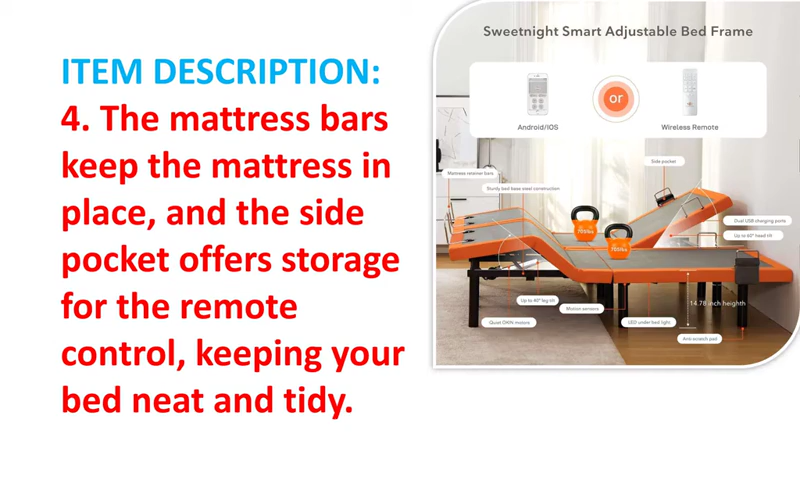 ITEM DESCRIPTION:
4. The mattress bars
keep the mattress in
place, and the side
pocket offers storage
for the remote
control, keeping your
bed neat and tidy.
Sweetnight Smart Adjustable Bed Frame
or
Android/IOS
Wireless Remote
Side pocket
Mattress retainer bars
Sturdy bed base steel construction
Dual USB charging ports
Up to 60° head tilt
700lbs
700lbs
Up to 40° leg tilt
Motion sensors
14.78 inch heighth
Quiet OKIN motors
LED under bed light
Anti scratch pad